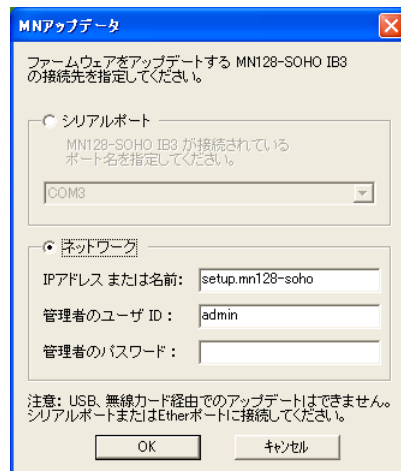 MNアップデータ
ファームウェアをアップデートする MN128-SOHO IB3
の接続先を指定してください。
シリアルポート
MN128-SOHO IB3 が接続されている
ポート名を指定してください。
COM3
ネットワーク
IPアドレス または名前: setup.mn128-soho
管理者のユーザ ID : admin
管理者のパスワード :
注意: USB、無線カード経由でのアップデートはできません。
シリアルポートまたはEtherポートに接続してください。
OK キャンセル